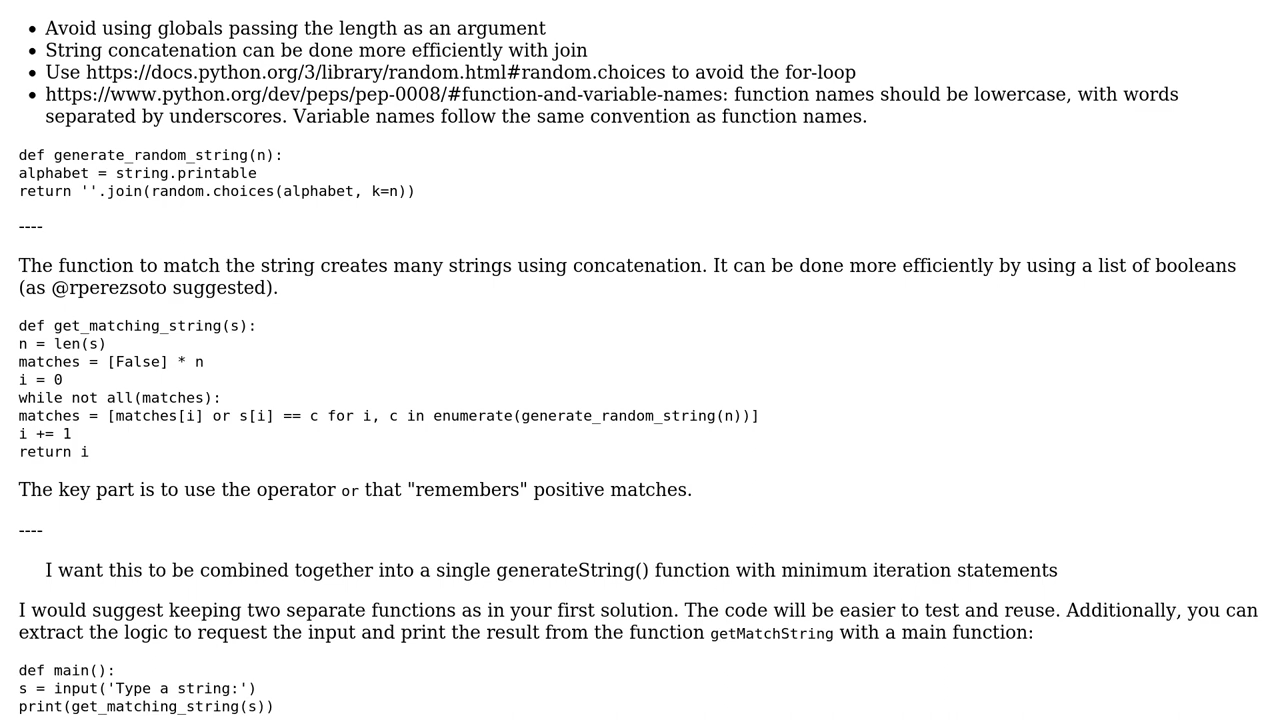 • Avoid using globals passing the length as an argument
• String concatenation can be done more efficiently with join
• Use https://docs.python.org/3/library/random.html#random.choices to avoid the for-loop
• https://www.python.org/dev/peps/pep-0008/#function-and-variable-names: function names should be lowercase, with words
separated by underscores. Variable names follow the same convention as function names.
def generate_random_string(n):
alphabet = string.printable
return ''.join(random.choices(alphabet, k=n))
----
The function to match the string creates many strings using concatenation. It can be done more efficiently by using a list of booleans
(as @rperezsoto suggested).
def get_matching_string(s):
n = len(s)
matches = [False] * n
i = 0
while not all(matches):
matches = [matches[i] or s[i] == c for i, c in enumerate(generate_random_string(n))]
i += 1
return i
The key part is to use the operator or that "remembers" positive matches.
----
I want this to be combined together into a single generateString() function with minimum iteration statements
I would suggest keeping two separate functions as in your first solution. The code will be easier to test and reuse. Additionally, you can
extract the logic to request the input and print the result from the function getMatchString with a main function:
def main():
s = input('Type a string:')
print(get_matching_string(s))